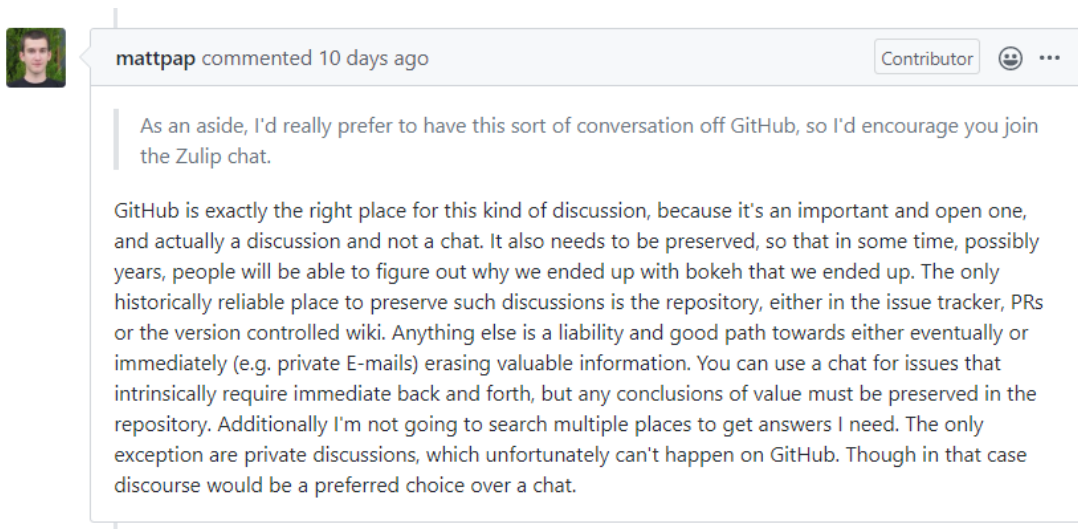 mattpap commented 10 days ago Contributor
As an aside, I'd really prefer to have this sort of conversation off GitHub, so I'd encourage you join
the Zulip chat.
GitHub is exactly the right place for this kind of discussion, because it's an important and open one,
and actually a discussion and not a chat. It also needs to be preserved, so that in some time, possibly
years, people will be able to figure out why we ended up with bokeh that we ended up. The only
historically reliable place to preserve such discussions is the repository, either in the issue tracker, PRs
or the version controlled wiki. Anything else is a liability and good path towards either eventually or
immediately (e.g. private E-mails) erasing valuable information. You can use a chat for issues that
intrinsically require immediate back and forth, but any conclusions of value must be preserved in the
repository. Additionally I'm not going to search multiple places to get answers I need. The only
exception are private discussions, which unfortunately can't happen on GitHub. Though in that case
discourse would be a preferred choice over a chat.